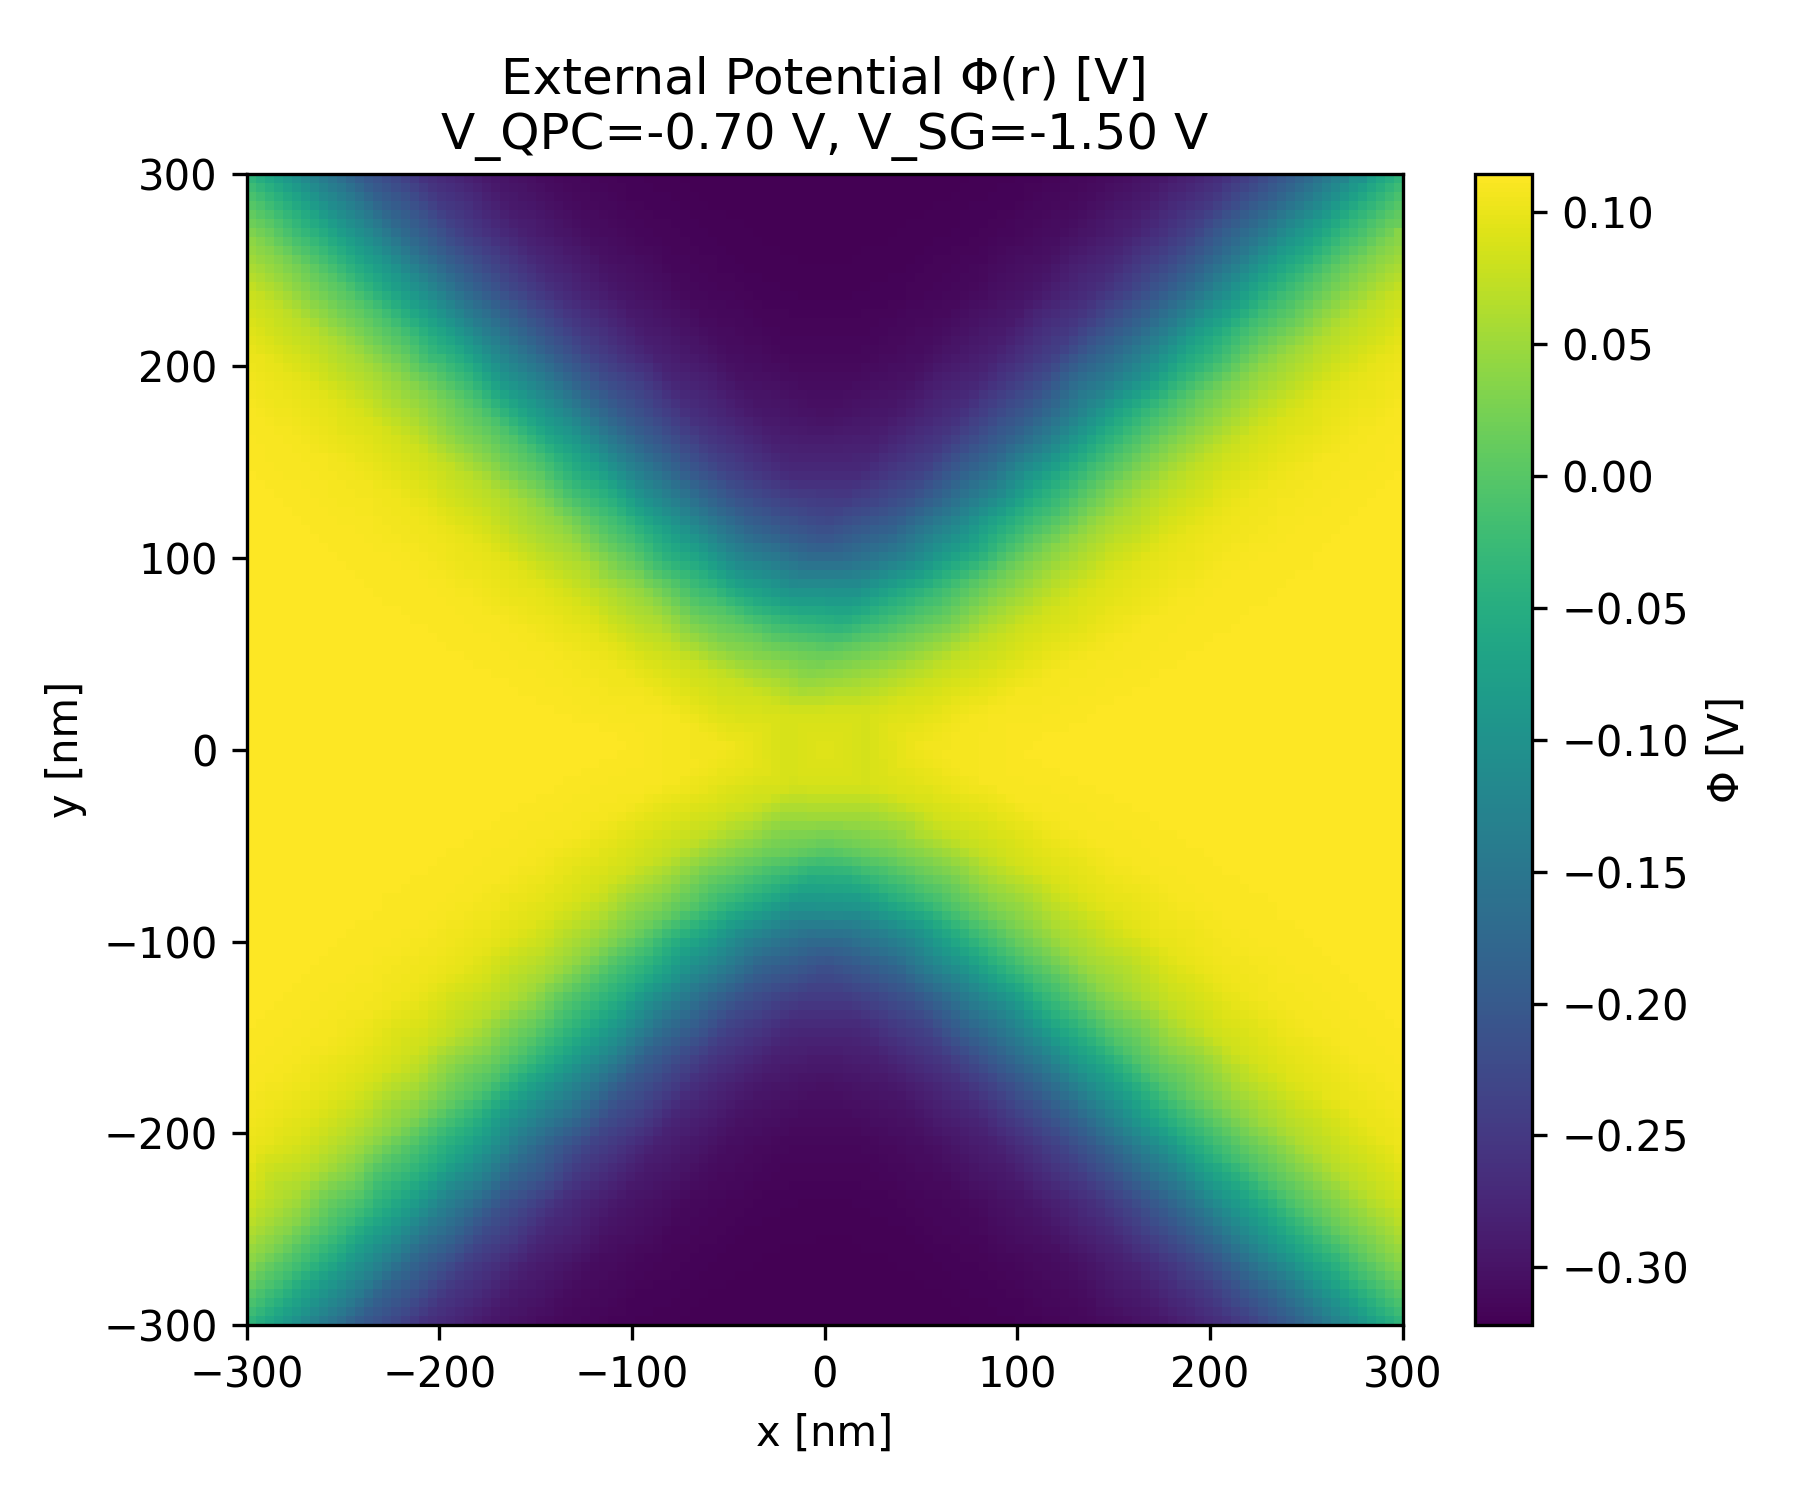 External Potential Φ(r) [V]
V_QPC=-0.70 V, V_SG=-1.50 V
300
200
100
0
−100
−200
−300
y [nm]
−300 −200 −100 0 100 200 300
x [nm]
0.10
0.05
0.00
−0.05
−0.10
−0.15
−0.20
−0.25
−0.30
Φ [V]